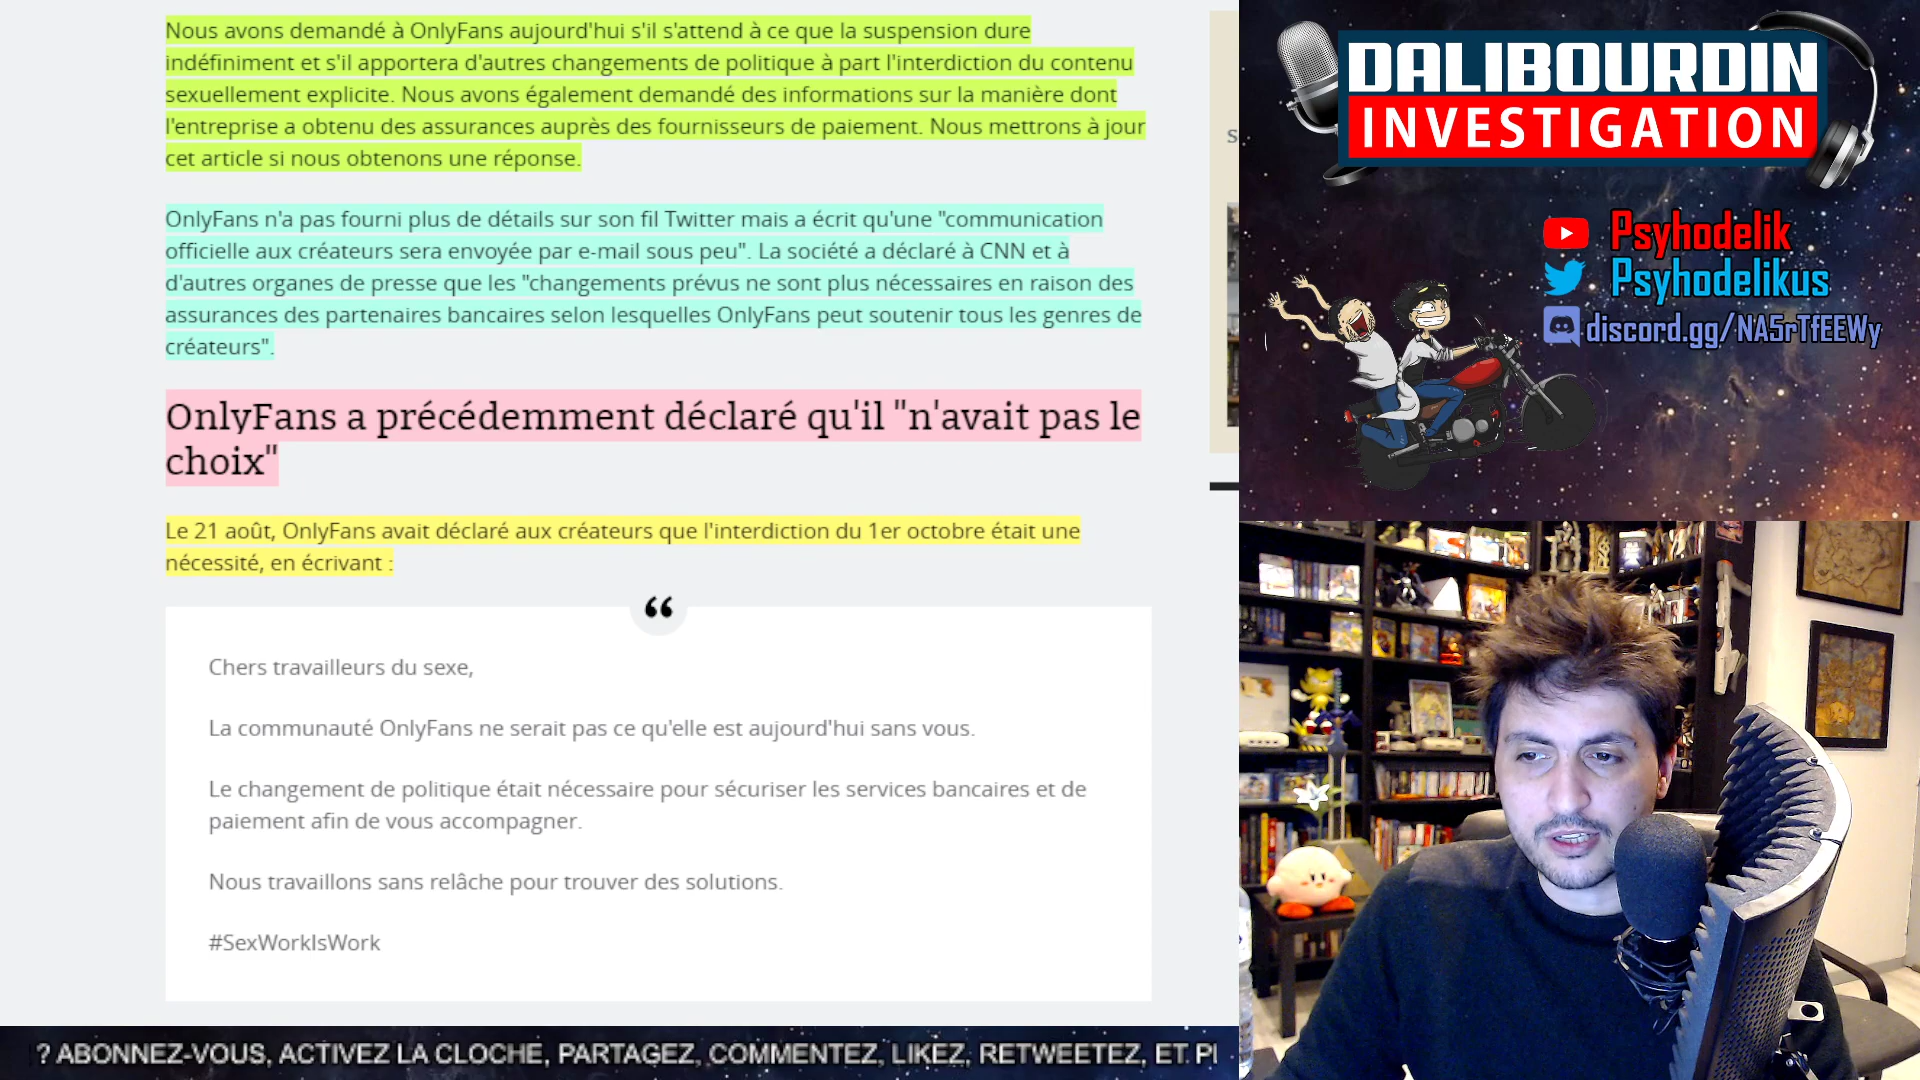 Nous avons demandé à OnlyFans aujourd'hui s'il s'attend à ce que la suspension dure
indéfiniment et s'il apportera d'autres changements de politique à part l'interdiction du contenu
sexuellement explicite. Nous avons également demandé des informations sur la manière dont
l'entreprise a obtenu des assurances auprès des fournisseurs de paiement. Nous mettrons à jour
cet article si nous obtenons une réponse.
OnlyFans n'a pas fourni plus de détails sur son fil Twitter mais a écrit qu'une "communication
officielle aux créateurs sera envoyée par e-mail sous peu". La société a déclaré à CNN et à
d'autres organes de presse que les "changements prévus ne sont plus nécessaires en raison des
assurances des partenaires bancaires selon lesquelles OnlyFans peut soutenir tous les genres de
créateurs".
OnlyFans a précédemment déclaré qu'il "n'avait pas le
choix"
Le 21 août, OnlyFans avait déclaré aux créateurs que l'interdiction du 1er octobre était une
nécessité, en écrivant :
“
Chers travailleurs du sexe,
La communauté OnlyFans ne serait pas ce qu'elle est aujourd'hui sans vous.
Le changement de politique était nécessaire pour sécuriser les services bancaires et de
paiement afin de vous accompagner.
Nous travaillons sans relâche pour trouver des solutions.
#SexWorkIsWork
? ABONNEZ-VOUS, ACTIVEZ LA CLOCHE, PARTAGEZ, COMMENTEZ, LIKEZ, RETWEETEZ, ET PI
DALIBOURDIN
INVESTIGATION
Psyhodelik
Psyhodelikus
discord.gg/NA5rTfEEWy